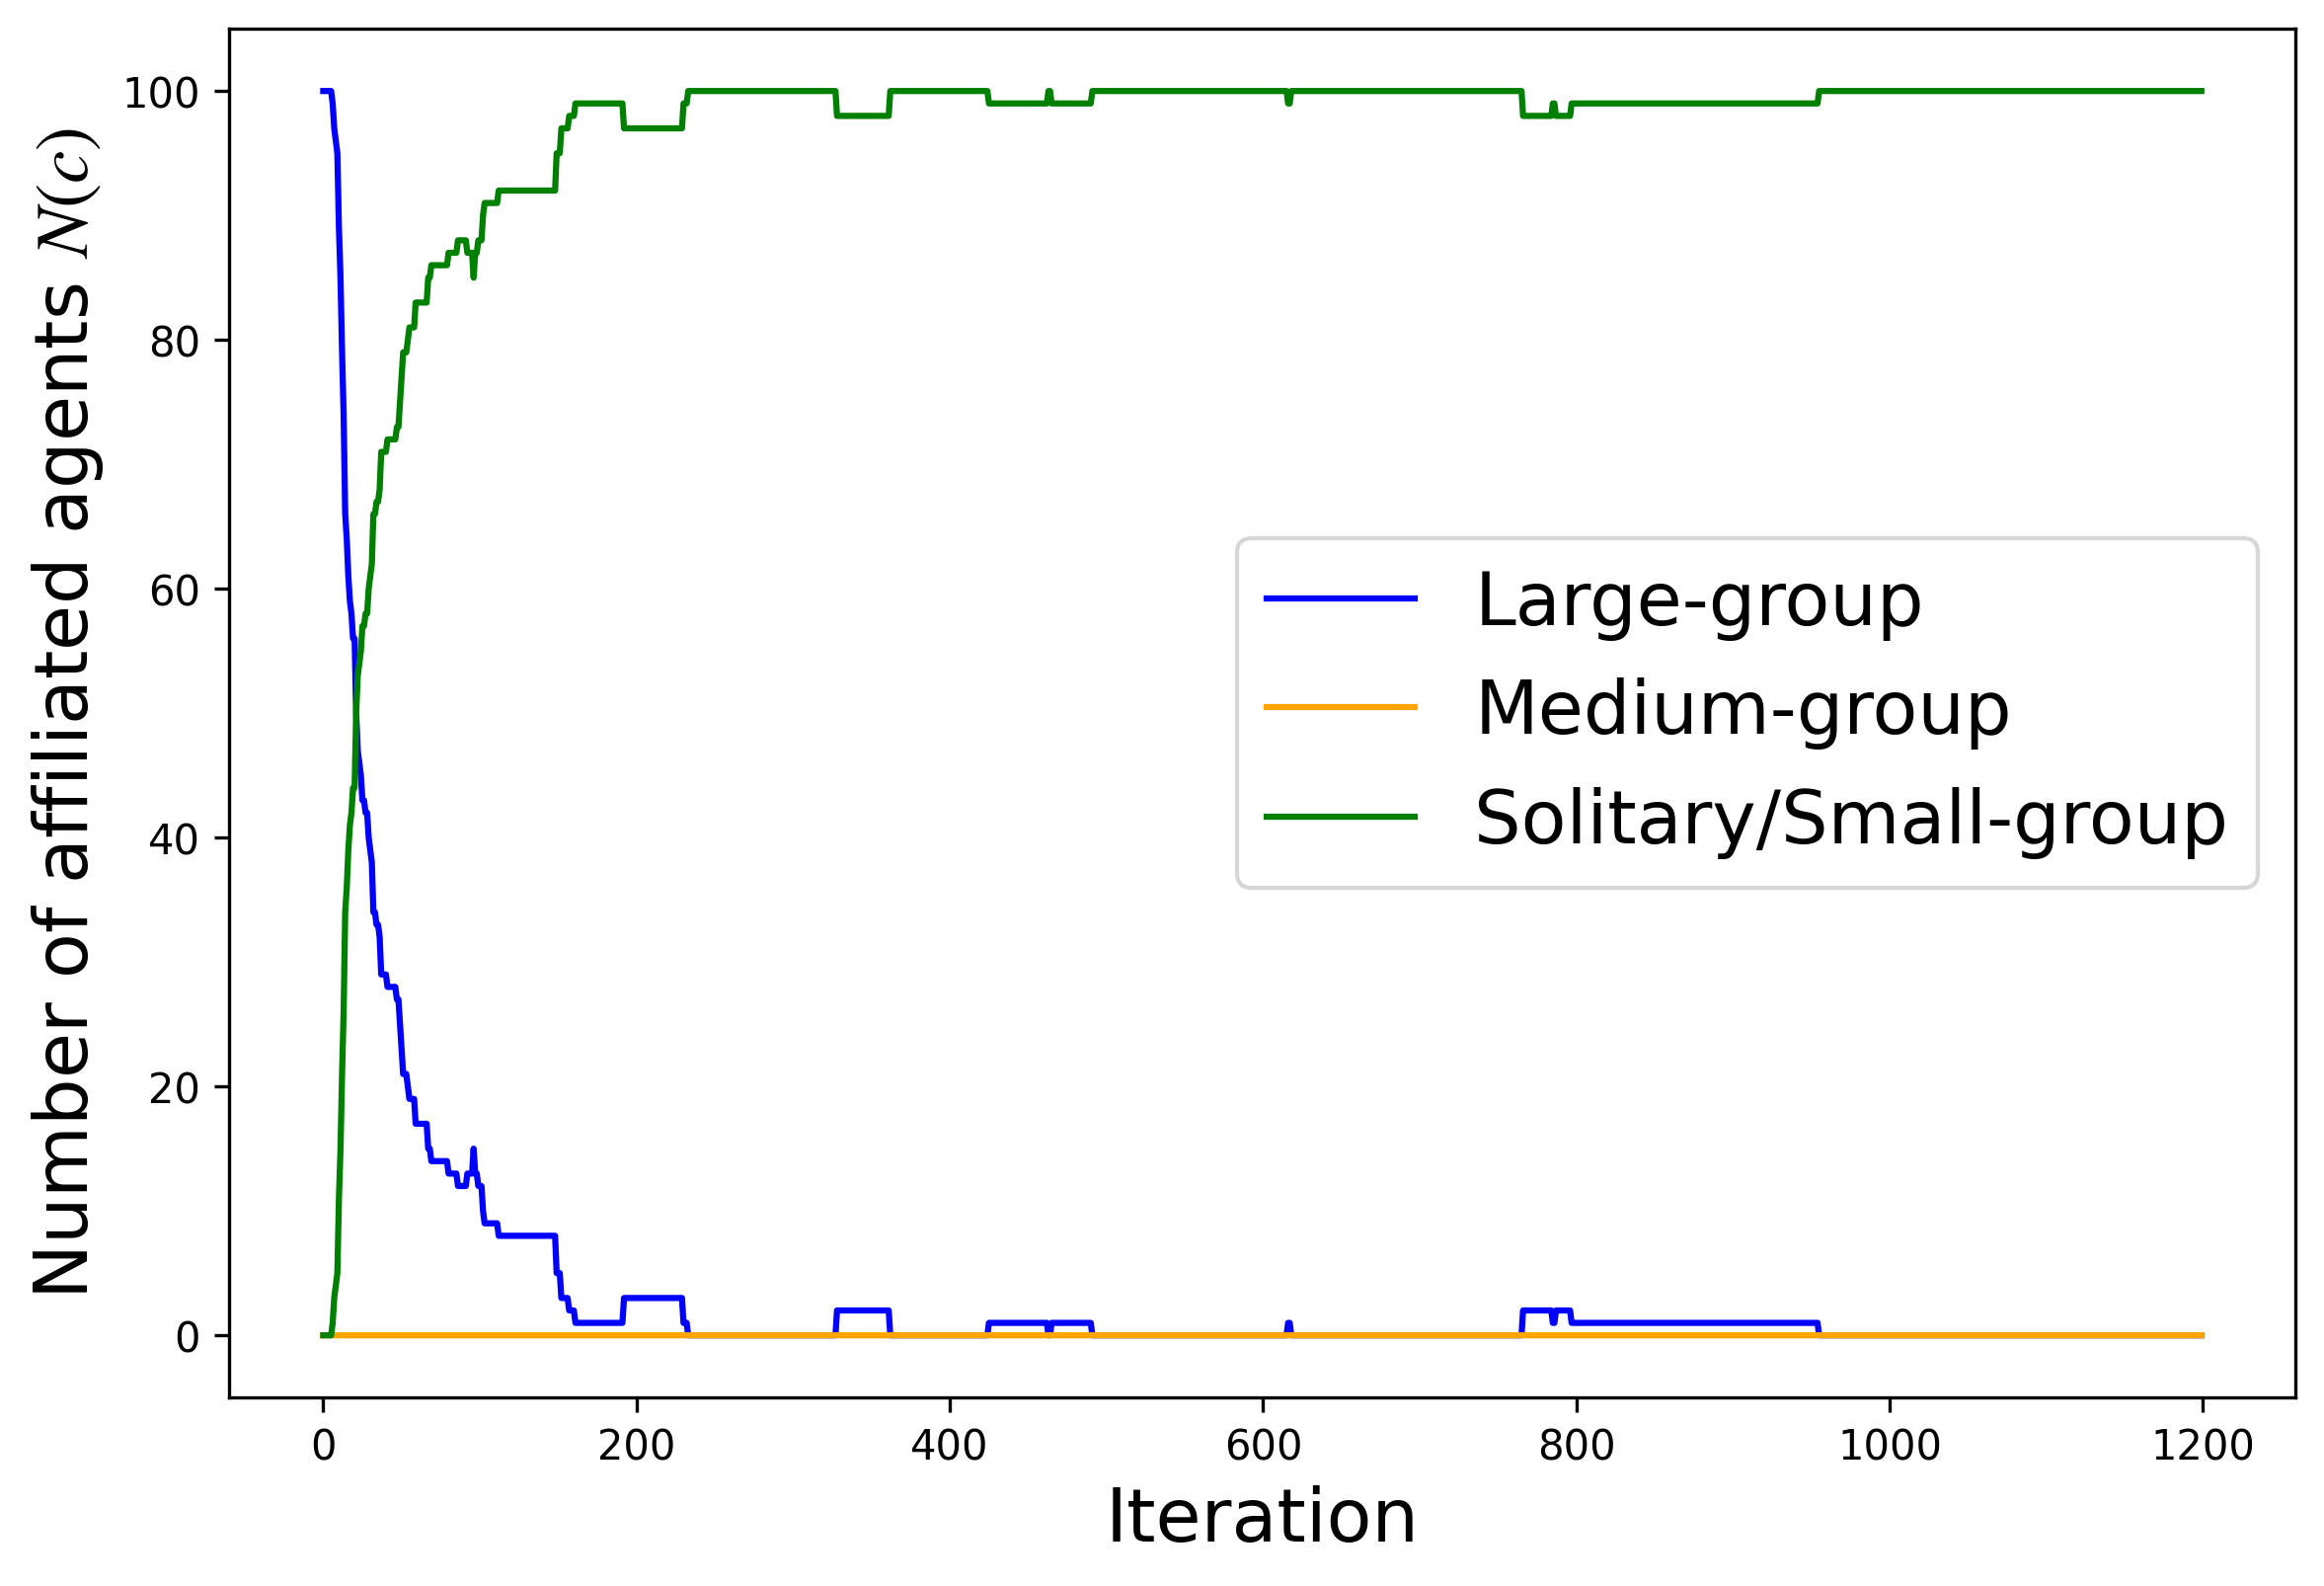 Number of affiliated agents N(c)
100
80
60
40
20
0
Large-group
Medium-group
Solitary/Small-group
0 200 400 600 800 1000 1200
Iteration